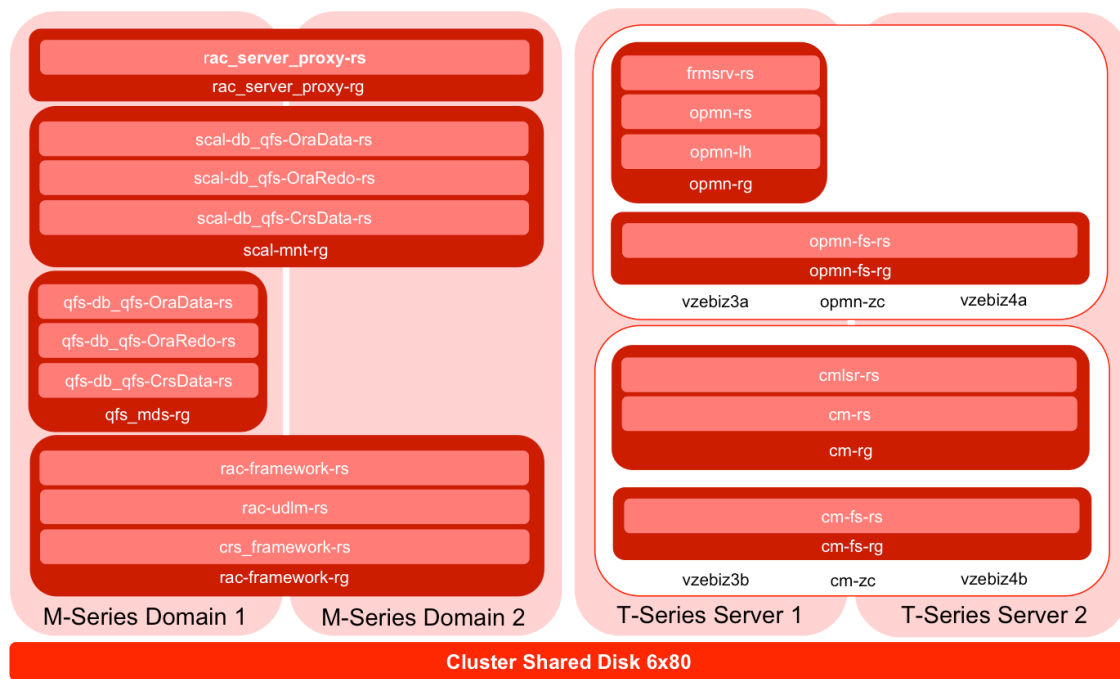 rac_server_proxy-rs
rac_server_proxy-rg
scal-db_qfs-OraData-rs
scal-db_qfs-OraRedo-rs
scal-db_qfs-CrsData-rs
scal-mnt-rg
qfs-db_qfs-OraData-rs
qfs-db_qfs-OraRedo-rs
qfs-db_qfs-CrsData-rs
qfs_mds-rg
rac-framework-rs
rac-udlm-rs
crs_framework-rs
rac-framework-rg
M-Series Domain 1
M-Series Domain 2
frmsrv-rs
opmn-rs
opmn-lh
opmn-rg
opmn-fs-rs
opmn-fs-rg
vzebiz3a opmn-zc vzebiz4a
cmlsr-rs
cm-rs
cm-rg
cm-fs-rs
cm-fs-rg
vzebiz3b cm-zc vzebiz4b
T-Series Server 1
T-Series Server 2
Cluster Shared Disk 6x80